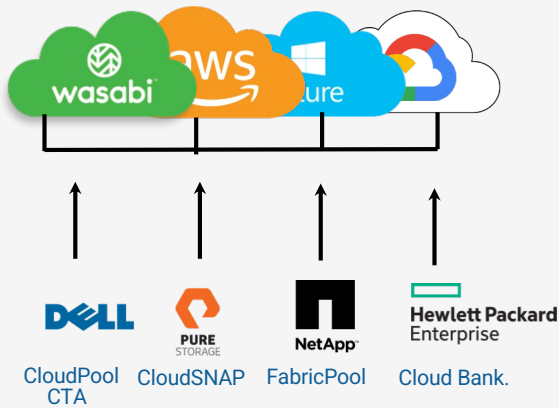 wasabi
aws
ure
DELL
PURE
STORAGE
NetApp
Hewlett Packard
Enterprise
CloudPool
CTA
CloudSNAP
FabricPool
Cloud Bank.